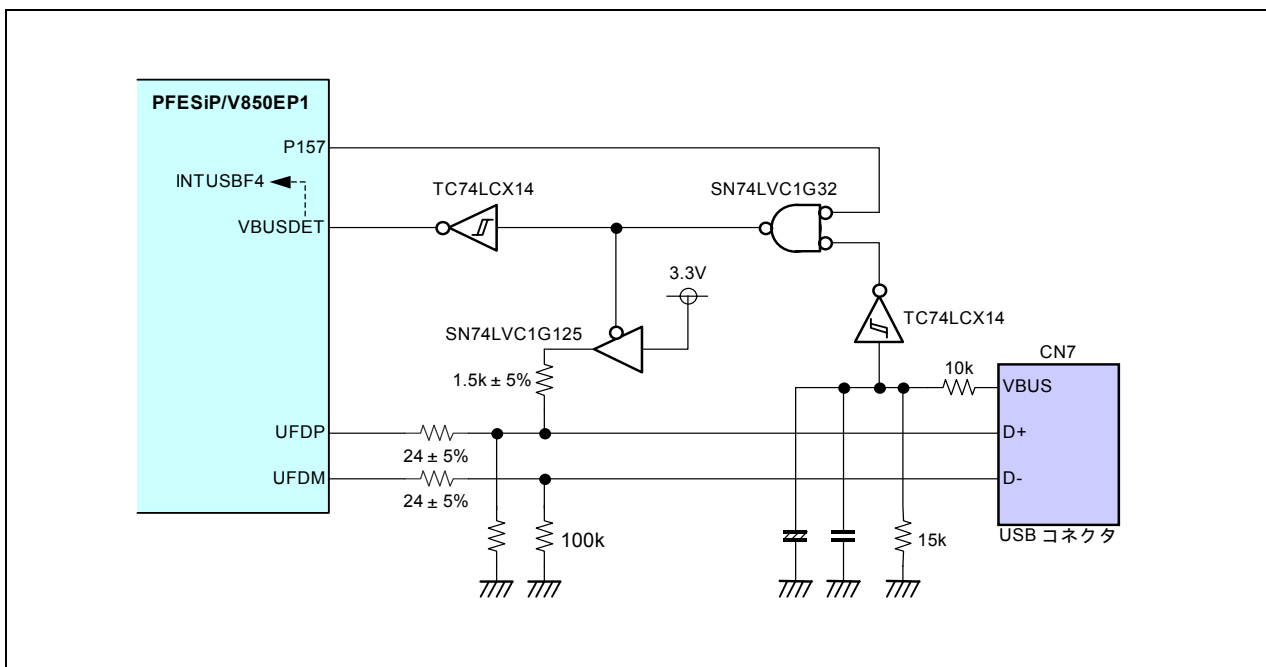 PFESiP/V850EP1
P157
INTUSBF4
TC74LCX14
SN74LVC1G32
VBUSDET
3.3V
SN74LVC1G125
TC74LCX14
CN7
1.5k ± 5%
10k
VBUS
UFDP
D+
24 ± 5%
UFDM
D-
24 ± 5%
100k
15k
USB コネクタ